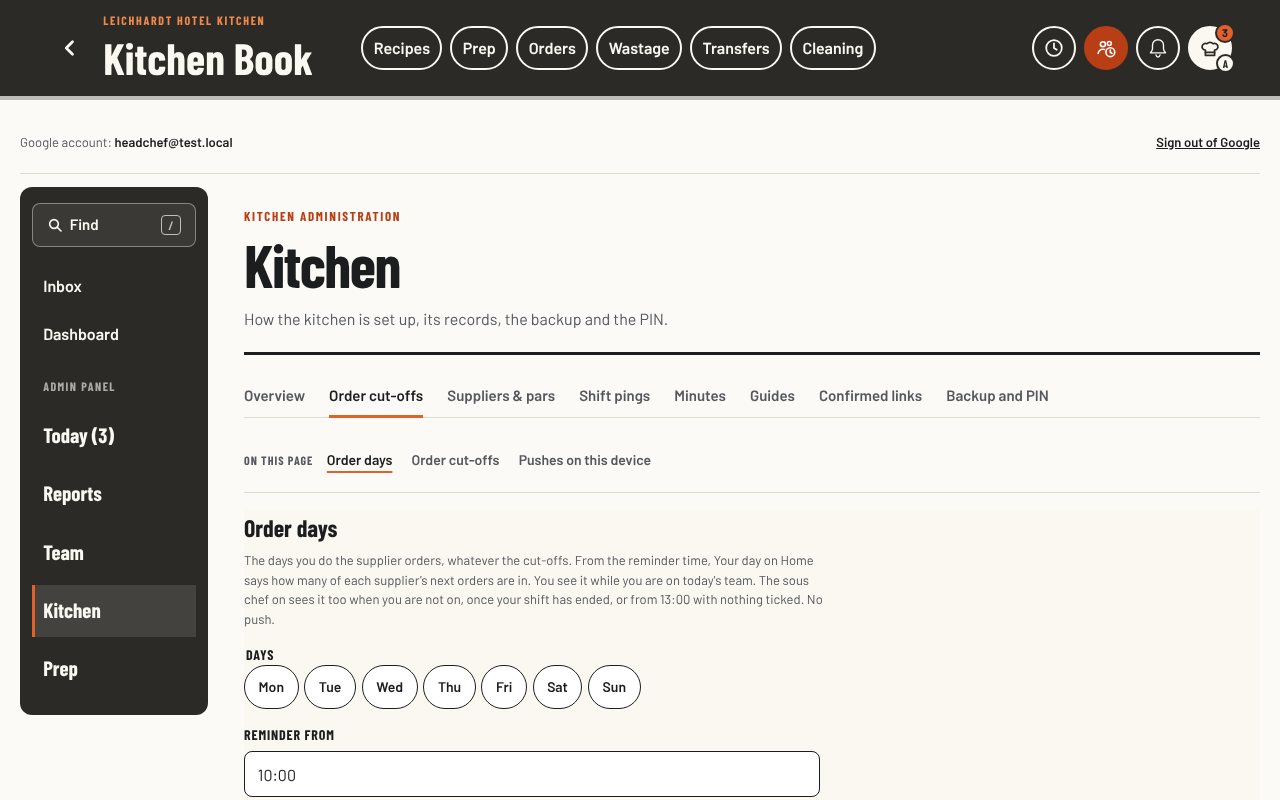 LEICHHARDT HOTEL KITCHEN
Kitchen Book
Recipes
Prep
Orders
Wastage
Transfers
Cleaning
3
A
Google account: headchef@test.local
Sign out of Google
Find
/
Inbox
Dashboard
ADMIN PANEL
Today (3)
Reports
Team
Kitchen
Prep
KITCHEN ADMINISTRATION
Kitchen
How the kitchen is set up, its records, the backup and the PIN.
Overview
Order cut-offs
Suppliers & pars
Shift pings
Minutes
Guides
Confirmed links
Backup and PIN
ON THIS PAGE
Order days
Order cut-offs
Pushes on this device
Order days
The days you do the supplier orders, whatever the cut-offs. From the reminder time, Your day on Home
says how many of each supplier's next orders are in. You see it while you are on today's team. The sous
chef on sees it too when you are not on, once your shift has ended, or from 13:00 with nothing ticked. No
push.
DAYS
Mon
Tue
Wed
Thu
Fri
Sat
Sun
REMINDER FROM
10:00